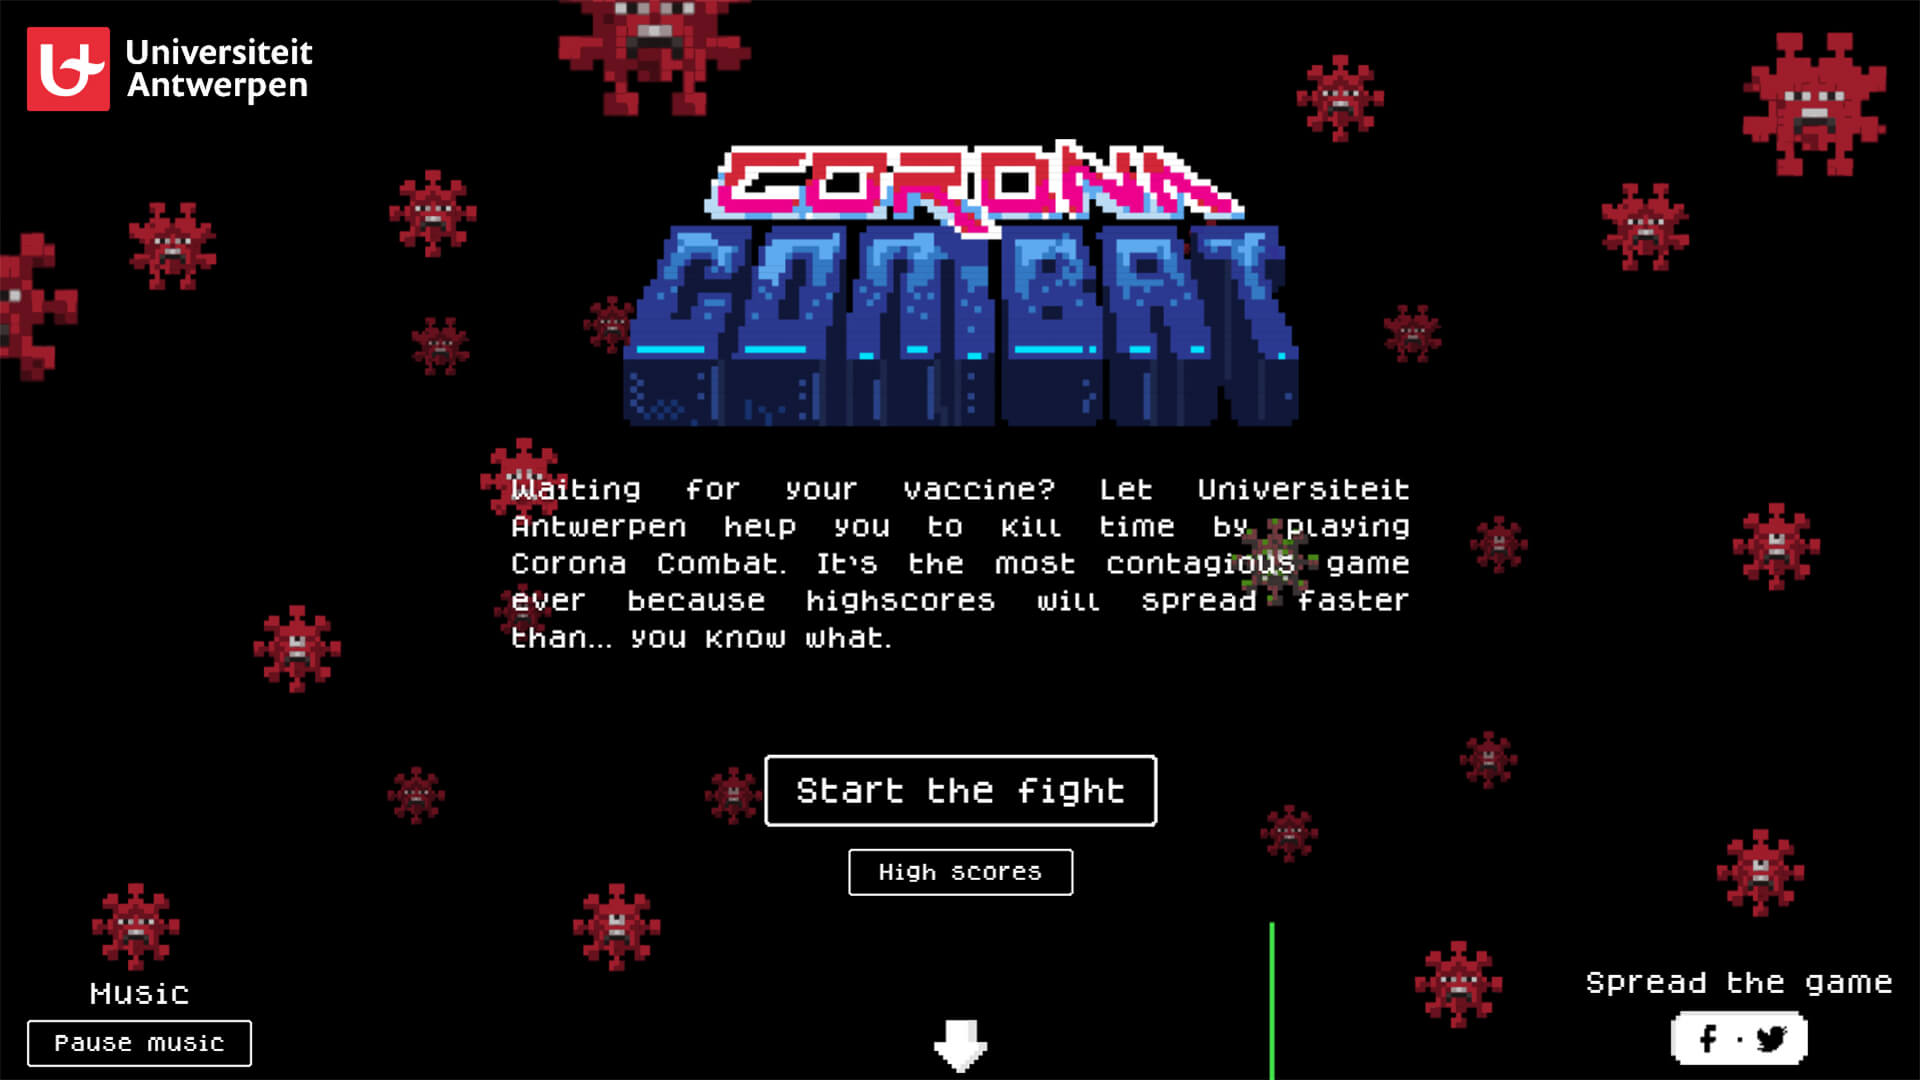 Universiteit
Antwerpen
CORONA
COMBAT
Waiting for your vaccine? Let Universiteit
Antwerpen help you to kill time by playing
Corona Combat. It's the most contagious game
ever because highscores will spread faster
than... you know what.
Start the fight
High scores
Music
Pause music
Spread the game